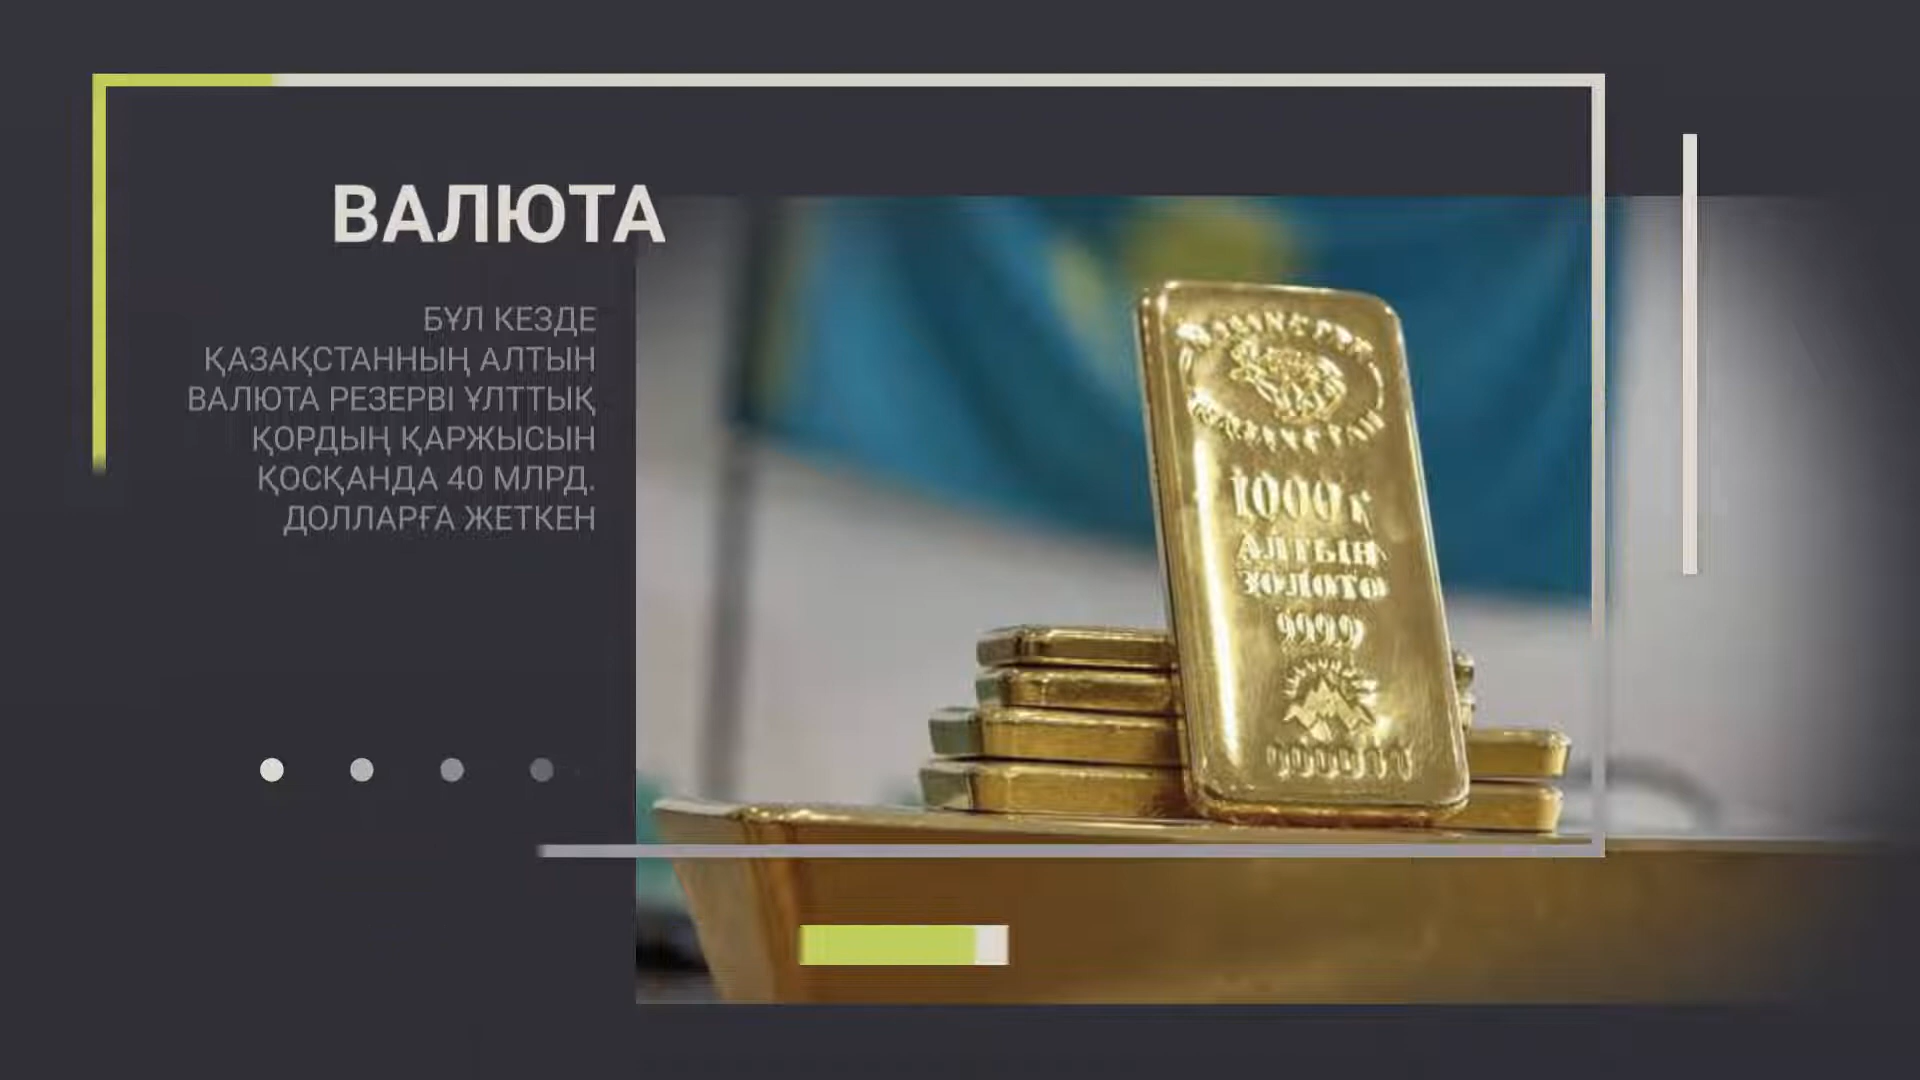 ВАЛЮТА
БҰЛ КЕЗДЕ
ҚАЗАҚСТАННЫҢ АЛТЫН
ВАЛЮТА РЕЗЕРВІ ҰЛТТЫҚ
ҚОРДЫҢ ҚАРЖЫСЫН
ҚОСҚАНДА 40 МЛРД.
ДОЛЛАРҒА ЖЕТКЕН
ҚАЗАҚСТАН
1000 г
АЛТЫН
ЗОЛОТО
9999